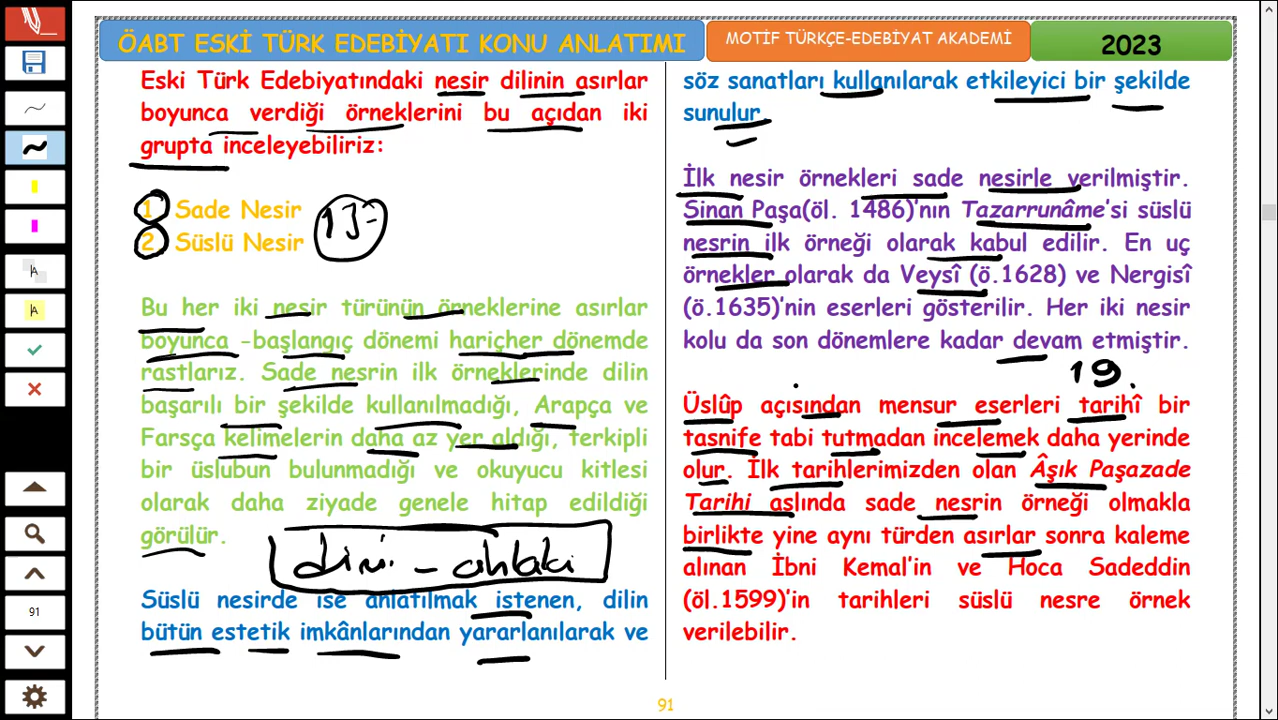 ÖABT ESKİ TÜRK EDEBİYATI KONU ANLATIMI
MOTİF TÜRKÇE-EDEBİYAT AKADEMİ
2023
Eski Türk Edebiyatındaki nesir dilinin asırlar
boyunca verdiği örneklerini bu açıdan iki
grupta inceleyebiliriz:
1 Sade Nesir
2 Süslü Nesir
13-
Bu her iki nesir türünün örneklerine asırlar
boyunca -başlangıç dönemi hariçher dönemde
rastlarız. Sade nesrin ilk örneklerinde dilin
başarılı bir şekilde kullanılmadığı, Arapça ve
Farsça kelimelerin daha az yer aldığı, terkipli
bir üslubun bulunmadığı ve okuyucu kitlesi
olarak daha ziyade genele hitap edildiği
görülür.
dini - ahlaki
Süslü nesirde ise anlatılmak istenen, dilin
bütün estetik imkânlarından yararlanılarak ve
söz sanatları kullanılarak etkileyici bir şekilde
sunulur.
İlk nesir örnekleri sade nesirle verilmiştir.
Sinan Paşa(öl. 1486)’nın Tazarrunâme’si süslü
nesrin ilk örneği olarak kabul edilir. En uç
örnekler olarak da Veysî (ö.1628) ve Nergisî
(ö.1635)’nin eserleri gösterilir. Her iki nesir
kolu da son dönemlere kadar devam etmiştir.
19.
Üslûp açısından mensur eserleri tarihî bir
tasnife tabi tutmadan incelemek daha yerinde
olur. İlk tarihlerimizden olan Âşık Paşazade
Tarihi aslında sade nesrin örneği olmakla
birlikte yine aynı türden asırlar sonra kaleme
alınan İbni Kemal’in ve Hoca Sadeddin
(öl.1599)’in tarihleri süslü nesre örnek
verilebilir.
91
91